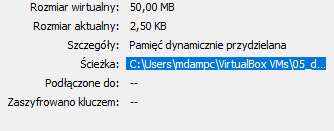 Rozmiar wirtualny: 50,00 MB
Rozmiar aktualny: 2,50 KB
Szczegóły: Pamięć dynamicznie przydzielana
Ścieżka: C:\Users\mdampc\VirtualBox VMs\05_d...
Podłączone do: --
Zaszyfrowano kluczem: --